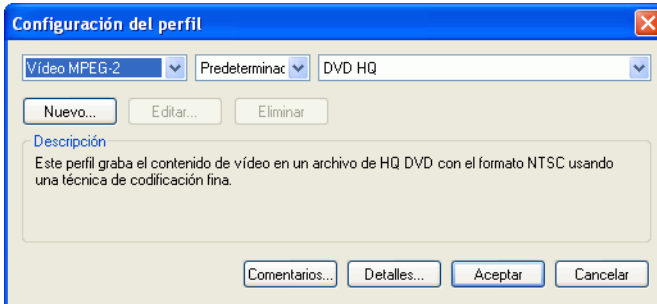 Configuración del perfil
Vídeo MPEG-2 Predeterminac DVD HQ
Nuevo... Editar... Eliminar
Descripción
Este perfil graba el contenido de vídeo en un archivo de HQ DVD con el formato NTSC usando
una técnica de codificación fina.
Comentarios... Detalles... Aceptar Cancelar